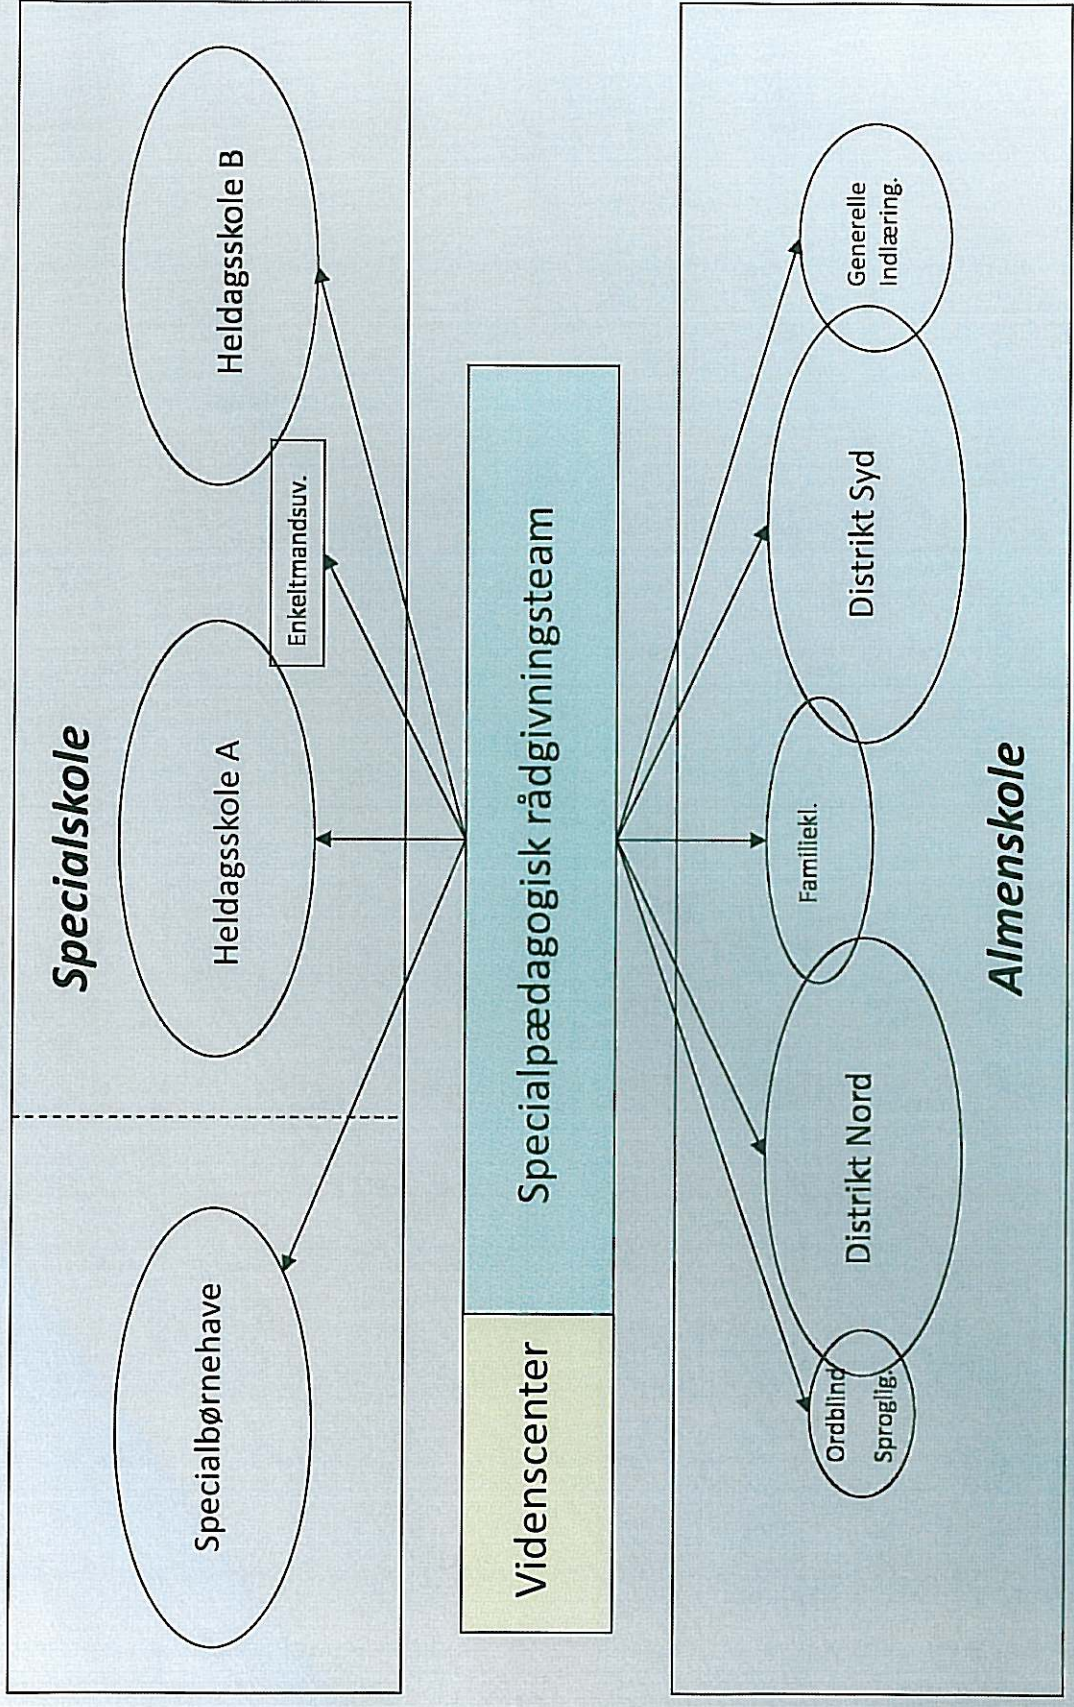 Specialskole
Specialbørnehave
Heldagsskole A
Heldagsskole B
Enkeltmandsuv.
Videnscenter
Specialpædagogisk rådgivningsteam
Ordblind
Sproglig.
Distrikt Nord
Familiekl.
Distrikt Syd
Generelle
Indlæring.
Almenskole